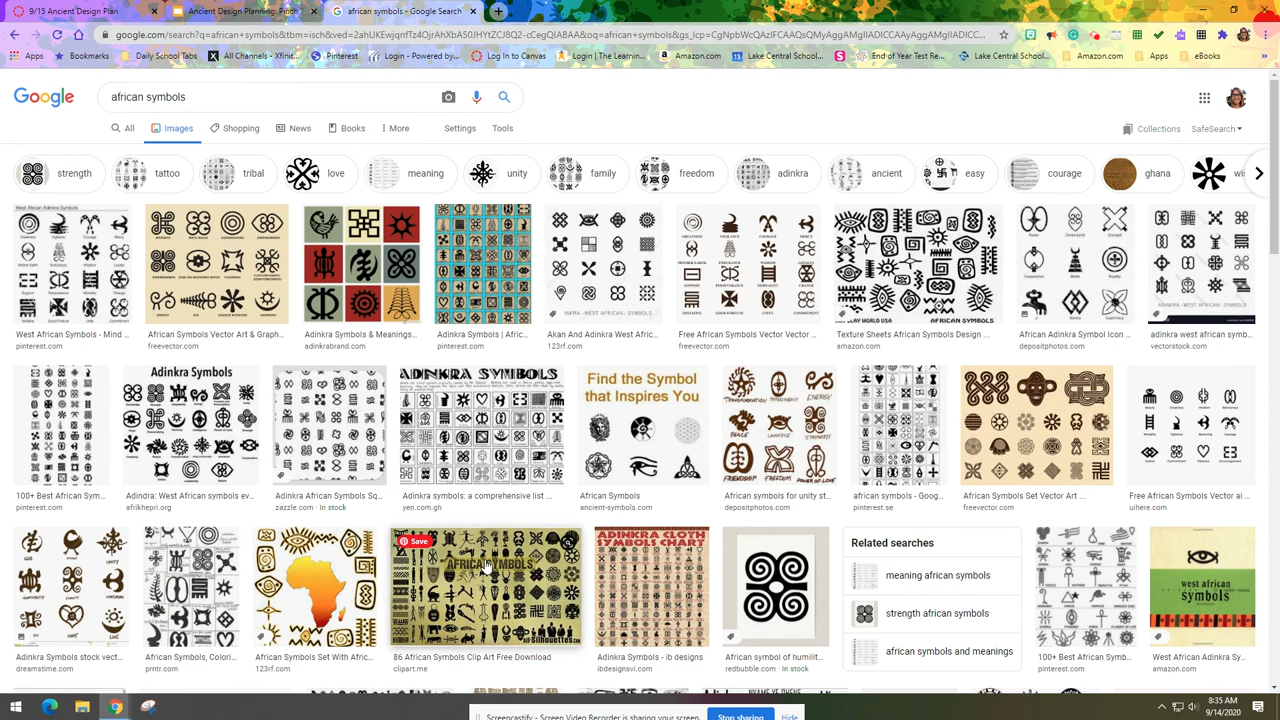 9/15 Ancient Design Plan
Ancient Design Planning. Pinch
african symbols - Google Search
google.com/search?q=african+symbols&tbm=isch&ved=2ahUKEwjqnfTz4OjrAhXbA50JHYtZCJ8Q2-cCegQIABAA&oq=african+symbols&gs_lcp=CgNpbWcQAzIFCAAQsQMyAggAMgIIADICCAAyAggAMgIIADIC...
Apps
Bookmarks
Daily School Tabs
All Channels - Xfinit...
Pinterest
Login - Powered by...
Log In to Canvas
Login | The Learnin...
Amazon.com
Lake Central School...
End of Year Test Re...
Lake Central School...
Amazon.com
Apps
eBooks
Google
african symbols
All
Images
Shopping
News
Books
More
Settings
Tools
Collections
SafeSearch
strength
tattoo
tribal
love
meaning
unity
family
freedom
adinkra
ancient
easy
courage
ghana
wis
West African Symbols - Mind ...
pinterest.com
African Symbols Vector Art & Graph...
freevector.com
Adinkra Symbols & Meanings...
adinkrabrand.com
Adinkra Symbols | Afric...
pinterest.com
Akan And Adinkra West Afric...
123rf.com
Free African Symbols Vector Vector ...
freevector.com
AFRICAN SYMBOLS
Texture Sheets African Symbols Design ...
amazon.com
African Adinkra Symbol Icon ...
depositphotos.com
adinkra west african symb...
vectorstock.com
100+ Best African Sym...
pinterest.com
Adinkra Symbols
Adindra: West African symbols ev...
afrikhepri.org
Adinkra African Symbols Sq...
zazzle.com · In stock
ADINKRA SYMBOLS
Adinkra symbols: a comprehensive list ...
yen.com.gh
Find the Symbol
that Inspires You
African Symbols
ancient-symbols.com
TRANSFORMATION
ENERGY
PEACE
STRENGTH
FRIENDSHIP
FREEDOM
POWER OF LOVE
African symbols for unity st...
depositphotos.com
african symbols - Goog...
pinterest.se
African Symbols Set Vector Art ...
freevector.com
Free African Symbols Vector ai ...
uihere.com
Adinkra Symbols stock vect...
dreamstime.com
African Symbols, Colori...
pntr.com
African Symbols Set With Afric...
123rf.com
Save
AFRICAN SYMBOLS
All-Silhouettes.com
86 African Symbols Clip Art Free Download
clipart.me
ADINKRA CLOTH
SYMBOLS CHART
Adinkra Symbols - ib designs
ibdesignsvi.com
African symbol of humilit...
redbubble.com · In stock
Related searches
meaning african symbols
strength african symbols
african symbols and meanings
100+ Best African Symb...
pinterest.com
west african
symbols
West African Adinkra Sy...
amazon.com
Screencastify - Screen Video Recorder is sharing your screen.
Stop sharing
Hide
8:35 AM
9/14/2020